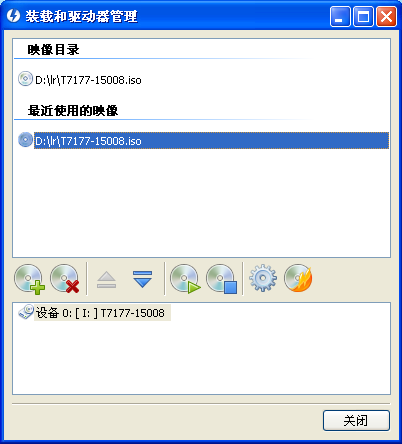 装载和驱动器管理
映像目录
D:\lr\T7177-15008.iso
最近使用的映像
D:\lr\T7177-15008.iso
设备 0: [ I: ] T7177-15008
关闭